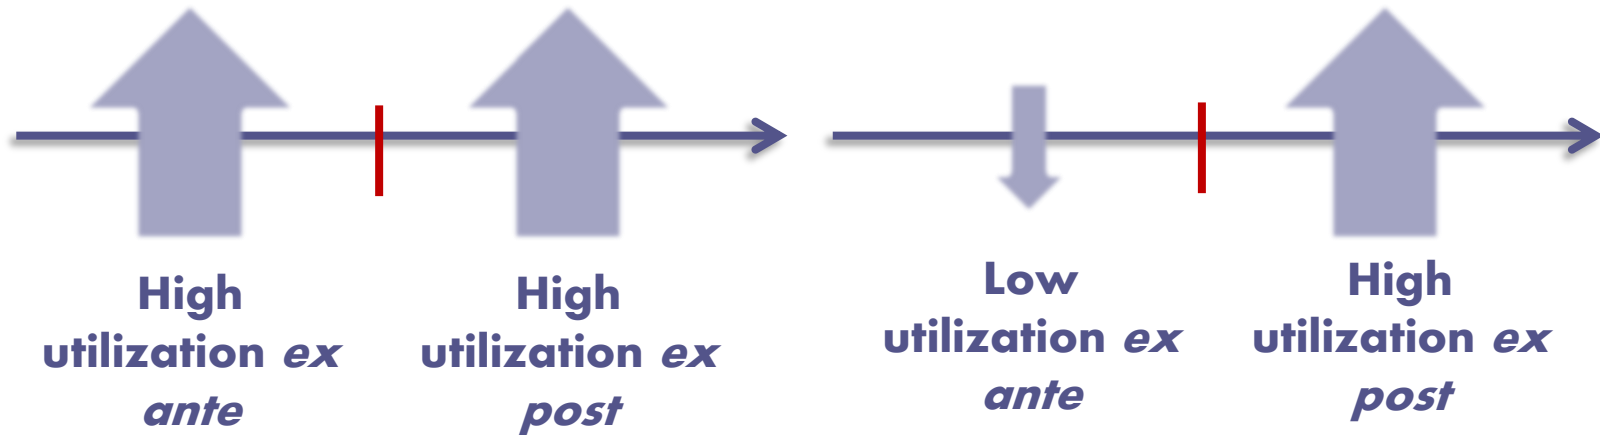 High
utilization ex
ante
High
utilization ex
post
Low
utilization ex
ante
High
utilization ex
post